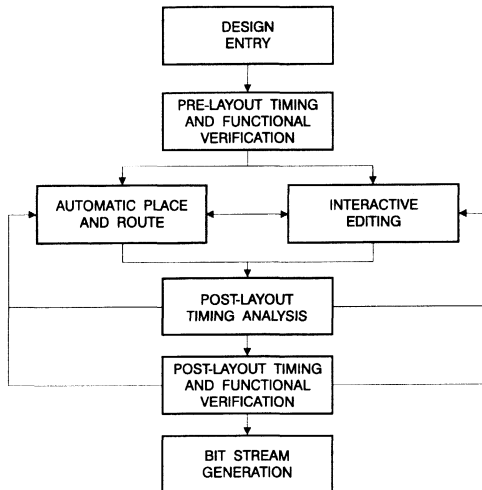 DESIGN
ENTRY
PRE-LAYOUT TIMING
AND FUNCTIONAL
VERIFICATION
AUTOMATIC PLACE
AND ROUTE
INTERACTIVE
EDITING
POST-LAYOUT
TIMING ANALYSIS
POST-LAYOUT TIMING
AND FUNCTIONAL
VERIFICATION
BIT STREAM
GENERATION